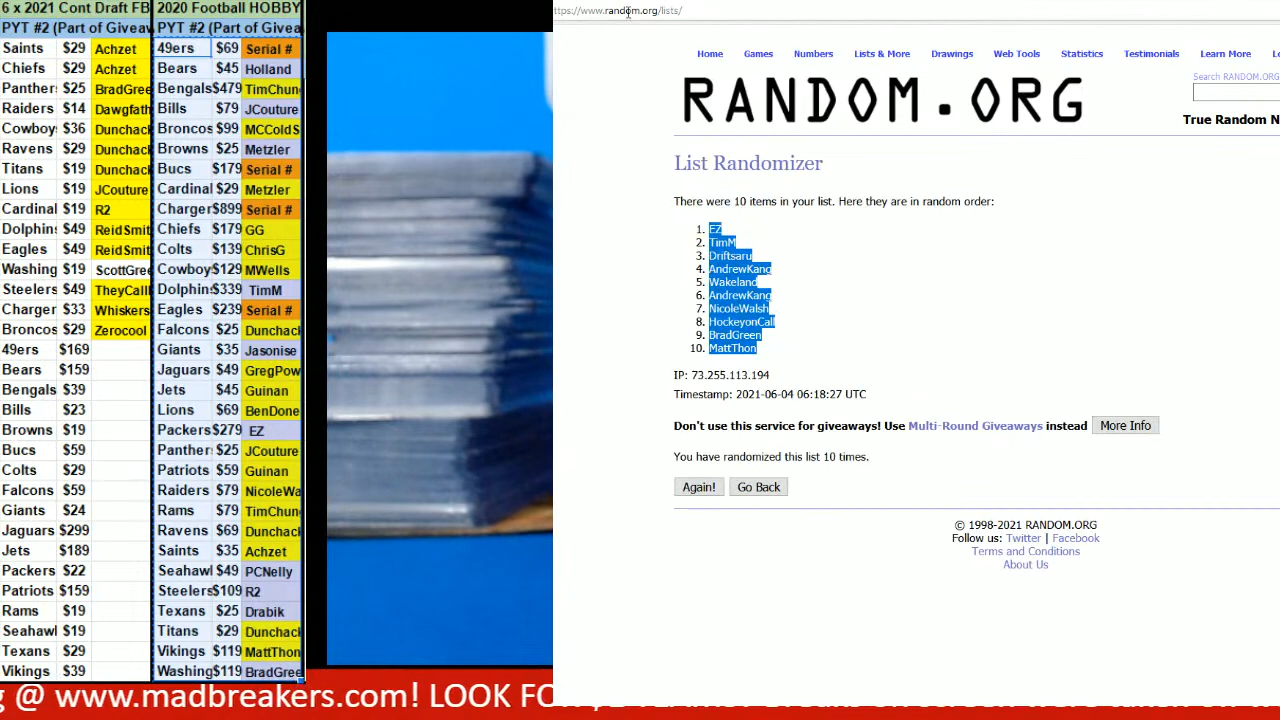 6 x 2021 Cont Draft FB 2020 Football HOBBY
PYT #2 (Part of Giveaw PYT #2 (Part of Givea
Saints $29 Achzet 49ers $69 Serial #
Chiefs $29 Achzet Bears $45 Holland
Panthers $25 BradGree Bengals $479 TimChun
Raiders $14 Dawgfath Bills $79 JCouture
Cowboys $36 Dunchack Broncos $99 MCColdS
Ravens $29 Dunchack Browns $25 Metzler
Titans $19 Dunchack Bucs $179 Serial #
Lions $19 JCouture Cardinal $29 Metzler
Cardinal $19 R2 Charger $899 Serial #
Dolphins $49 ReidSmit Chiefs $179 GG
Eagles $49 ReidSmit Colts $139 ChrisG
Washing $19 ScottGree Cowboy $129 MWells
Steelers $49 TheyCallI Dolphins $339 TimM
Charger $33 Whiskers Eagles $239 Serial #
Broncos $29 Zerocool Falcons $25 Dunchack
49ers $169 Giants $35 Jasonise
Bears $159 Jaguars $49 GregPow
Bengals $39 Jets $45 Guinan
Bills $23 Lions $69 BenDone
Browns $19 Packers $279 EZ
Bucs $59 Panther $25 JCouture
Colts $29 Patriots $59 Guinan
Falcons $59 Raiders $79 NicoleWa
Giants $24 Rams $79 TimChung
Jaguars $299 Ravens $69 Dunchack
Jets $189 Saints $35 Achzet
Packers $22 Seahaw $49 PCNelly
Patriots $159 Steelers $109 R2
Rams $19 Texans $25 Drabik
Seahawl $19 Titans $29 Dunchack
Texans $29 Vikings $119 MattThon
Vikings $39 Washing $119 BradGree
g @ www.madbreakers.com! LOOK FO
ttps://www.random.org/lists/
Home Games Numbers Lists & More Drawings Web Tools Statistics Testimonials Learn More Lo
Search RANDOM.ORG
RANDOM.ORG
True Random N
List Randomizer
There were 10 items in your list. Here they are in random order:
1. EZ
2. TimM
3. Driftsaru
4. AndrewKang
5. Wakeland
6. AndrewKang
7. NicoleWalsh
8. HockeyonCall
9. BradGreen
10. MattThon
IP: 73.255.113.194
Timestamp: 2021-06-04 06:18:27 UTC
Don't use this service for giveaways! Use Multi-Round Giveaways instead More Info
You have randomized this list 10 times.
Again! Go Back
© 1998-2021 RANDOM.ORG
Follow us: Twitter | Facebook
Terms and Conditions
About Us